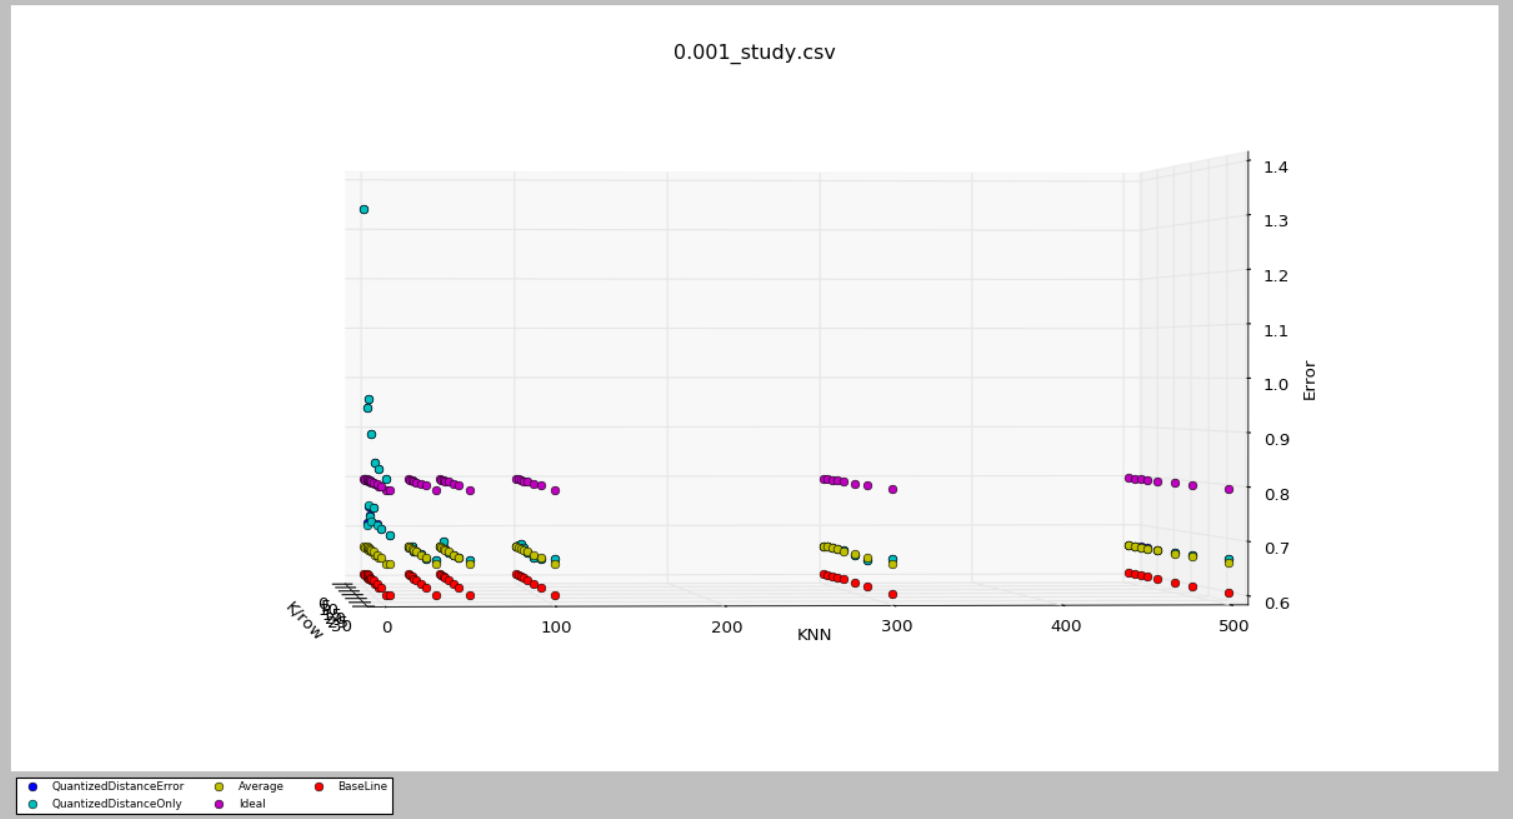 0.001_study.csv
1.4
1.3
1.2
1.1
1.0
0.9
0.8
0.7
0.6
Error
K/row
0
100
200
300
400
500
KNN
QuantizedDistanceError
Average
BaseLine
QuantizedDistanceOnly
Ideal